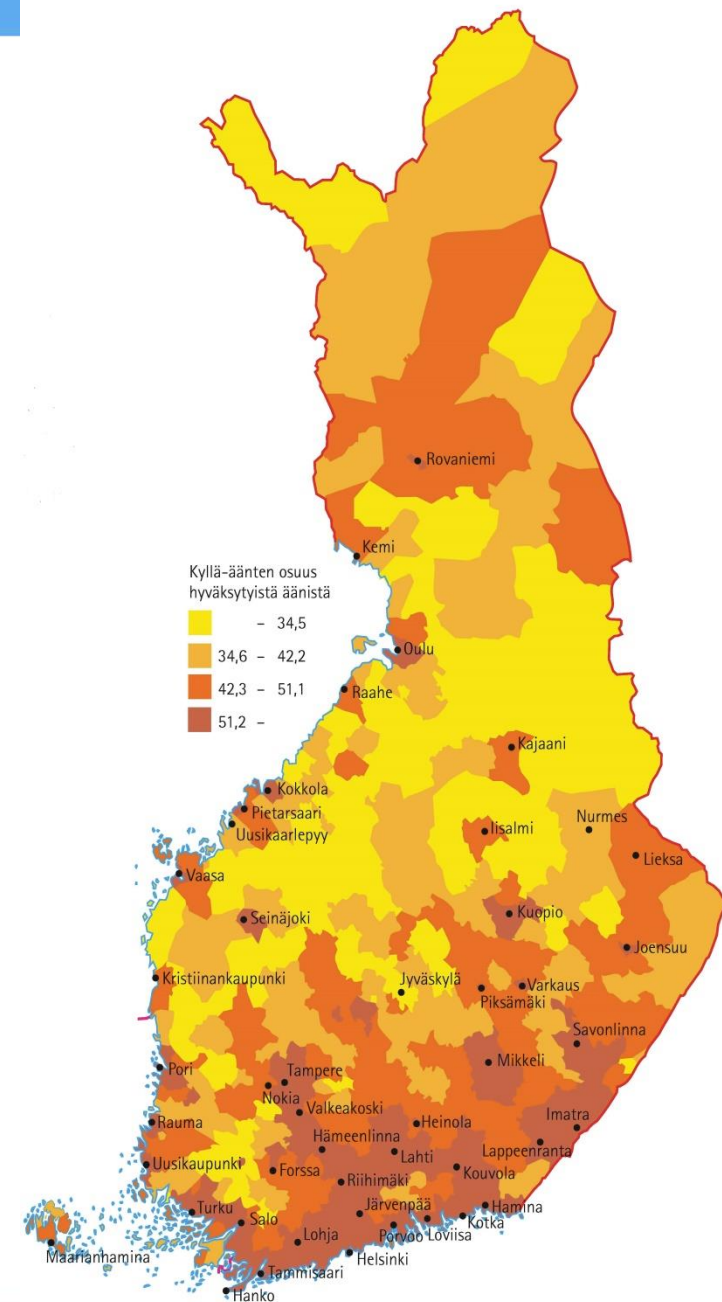 Rovaniemi
Kemi
Kyllä-äänten osuus
hyväksytyistä äänistä
– 34,5
34,6 – 42,2
42,3 – 51,1
51,2 –
Oulu
Raahe
Kajaani
Kokkola
Pietarsaari
Uusikaarlepyy
Iisalmi
Nurmes
Lieksa
Vaasa
Seinäjoki
Kuopio
Joensuu
Kristiinankaupunki
Jyväskylä
Varkaus
Piksämäki
Savonlinna
Mikkeli
Pori
Tampere
Nokia
Valkeakoski
Heinola
Imatra
Rauma
Hämeenlinna
Lahti
Lappeenranta
Uusikaupunki
Forssa
Kouvola
Riihimäki
Turku
Salo
Järvenpää
Hamina
Kotka
Porvoo
Loviisa
Lohja
Helsinki
Maarianhamina
Tammisaari
Hanko